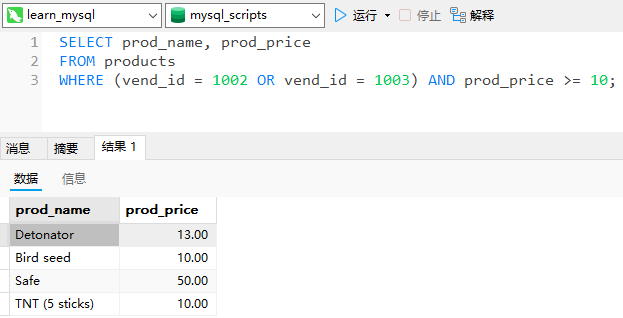 learn_mysql mysql_scripts 运行 停止 解释
1 SELECT prod_name, prod_price
2 FROM products
3 WHERE (vend_id = 1002 OR vend_id = 1003) AND prod_price >= 10;
消息 摘要 结果 1
数据 信息
prod_name prod_price
Detonator 13.00
Bird seed 10.00
Safe 50.00
TNT (5 sticks) 10.00